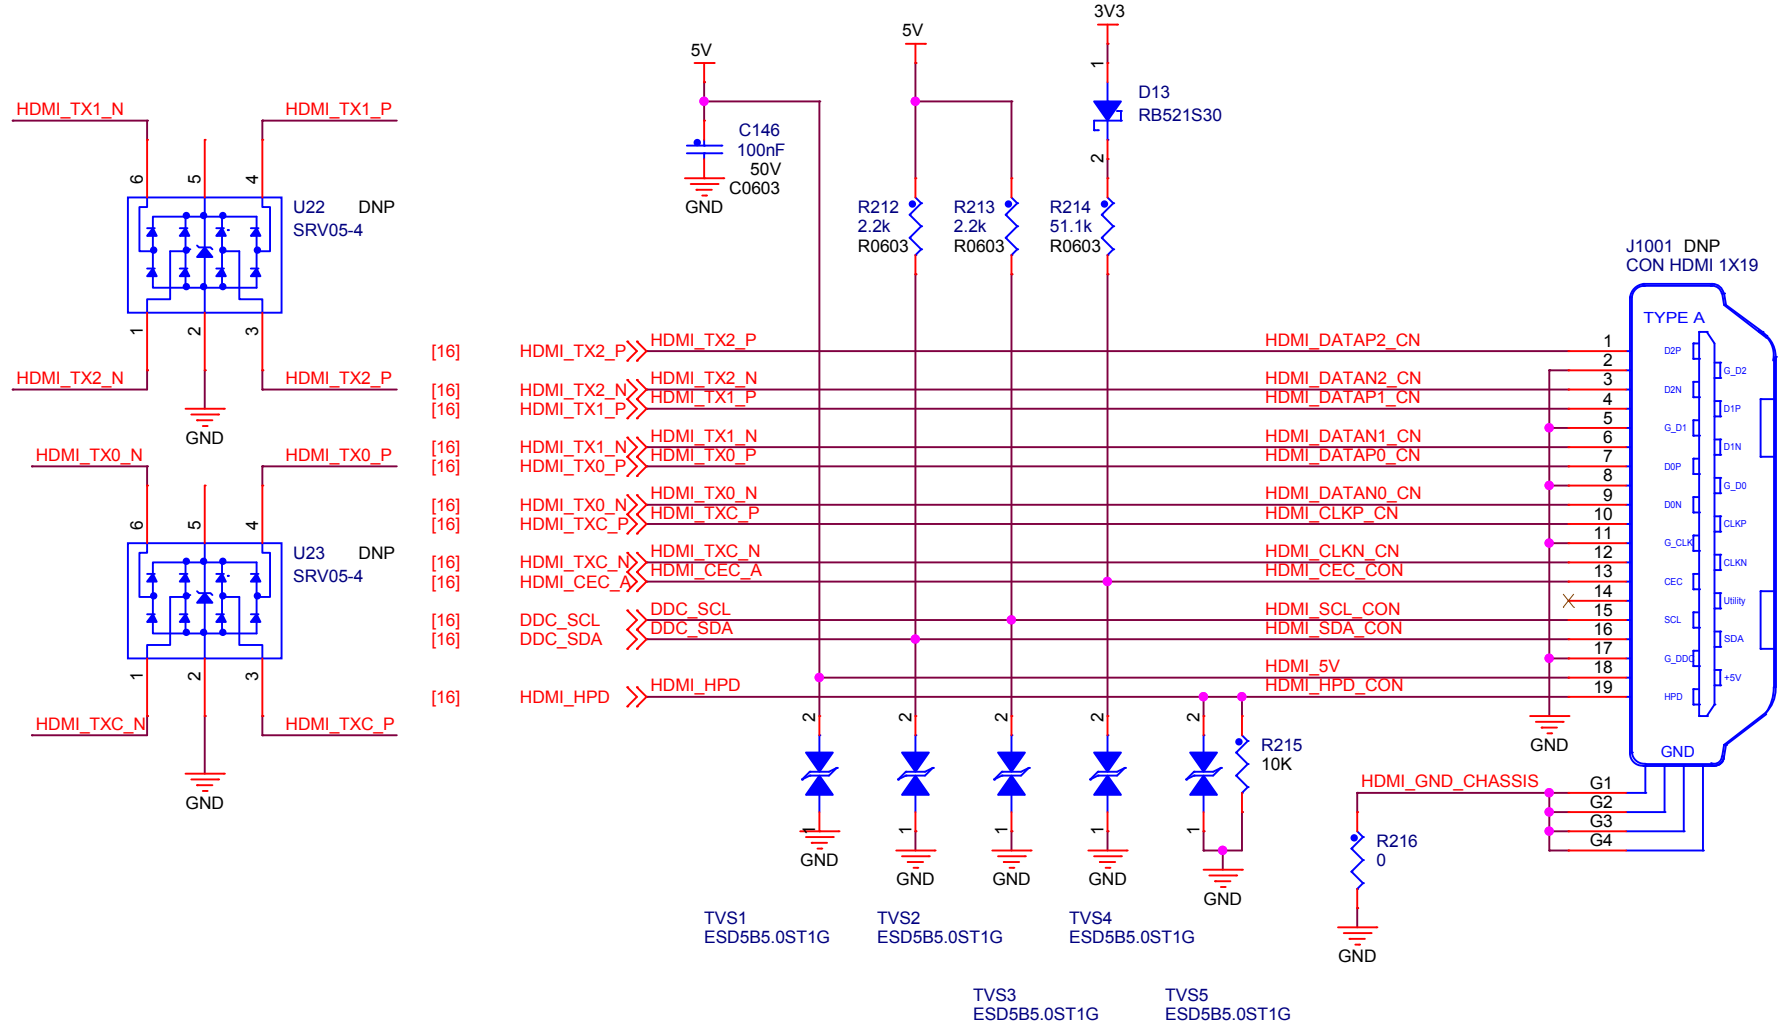 HDMI_TX1_N
HDMI_TX1_P
6
5
4
U22 DNP
SRV05-4
1
2
3
HDMI_TX2_N
HDMI_TX2_P
GND
HDMI_TX0_N
HDMI_TX0_P
6
5
4
U23 DNP
SRV05-4
1
2
3
HDMI_TXC_N
HDMI_TXC_P
GND
5V
C146
100nF
50V
C0603
GND
5V
R212
2.2k
R0603
R213
2.2k
R0603
3V3
1
D13
RB521S30
2
R214
51.1k
R0603
[16] HDMI_TX2_P HDMI_TX2_P HDMI_DATAP2_CN 1
2
[16] HDMI_TX2_N HDMI_TX2_N HDMI_DATAN2_CN 3
[16] HDMI_TX1_P HDMI_TX1_P HDMI_DATAP1_CN 4
5
[16] HDMI_TX1_N HDMI_TX1_N HDMI_DATAN1_CN 6
[16] HDMI_TX0_P HDMI_TX0_P HDMI_DATAP0_CN 7
8
[16] HDMI_TX0_N HDMI_TX0_N HDMI_DATAN0_CN 9
[16] HDMI_TXC_P HDMI_TXC_P HDMI_CLKP_CN 10
11
[16] HDMI_TXC_N HDMI_TXC_N HDMI_CLKN_CN 12
[16] HDMI_CEC_A HDMI_CEC_A HDMI_CEC_CON 13
14
[16] DDC_SCL DDC_SCL HDMI_SCL_CON 15
[16] DDC_SDA DDC_SDA HDMI_SDA_CON 16
17
HDMI_5V 18
[16] HDMI_HPD HDMI_HPD HDMI_HPD_CON 19
J1001 DNP
CON HDMI 1X19
TYPE A
D2P
G_D2
D2N
D1P
G_D1
D1N
D0P
G_D0
D0N
CLKP
G_CLK
CLKN
CEC
Utility
SCL
SDA
G_DDC
+5V
HPD
GND
GND
2
2
2
2
2
R215
10K
1
1
1
1
1
GND
GND
GND
GND
GND
HDMI_GND_CHASSIS
G1
G2
G3
G4
R216
0
GND
TVS1
ESD5B5.0ST1G
TVS2
ESD5B5.0ST1G
TVS4
ESD5B5.0ST1G
TVS3
ESD5B5.0ST1G
TVS5
ESD5B5.0ST1G